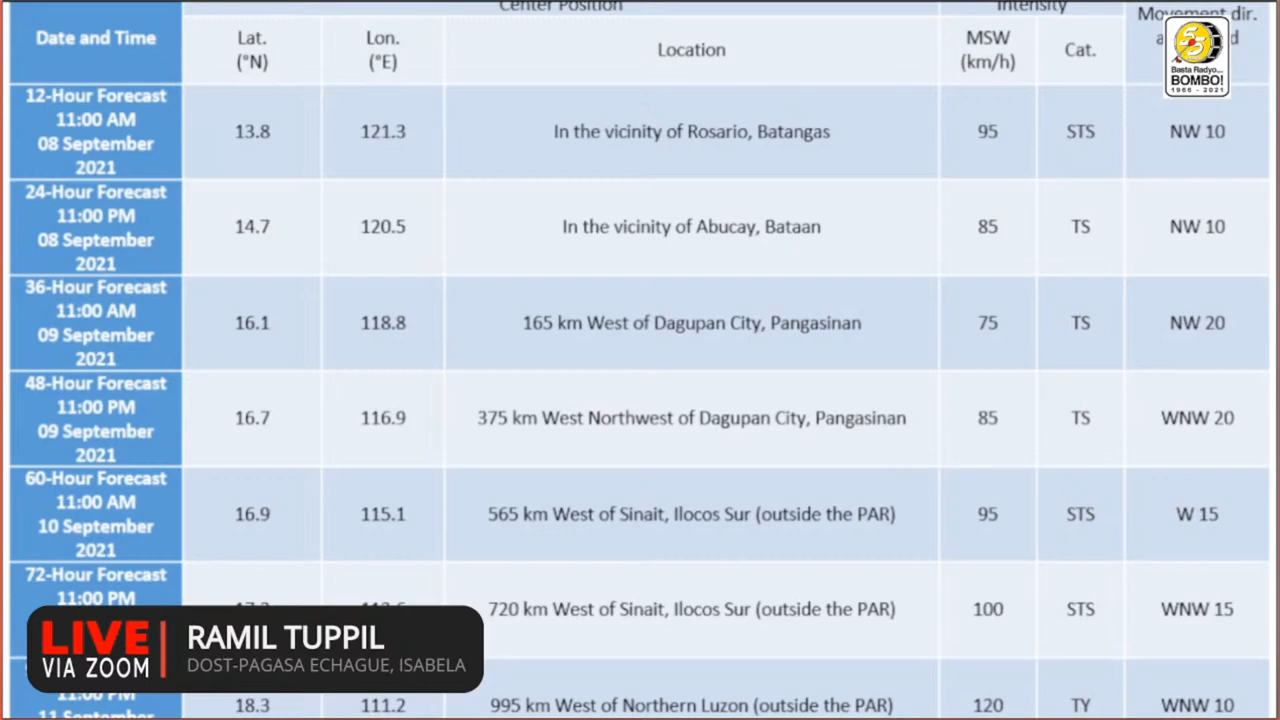 Center Position
Intensity
Movement dir.
Date and Time
Lat.
(°N)
Lon.
(°E)
Location
MSW
(km/h)
Cat.
55
Basta Radyo...
BOMBO!
1966 - 2021
12-Hour Forecast
11:00 AM
08 September
2021
13.8
121.3
In the vicinity of Rosario, Batangas
95
STS
NW 10
24-Hour Forecast
11:00 PM
08 September
2021
14.7
120.5
In the vicinity of Abucay, Bataan
85
TS
NW 10
36-Hour Forecast
11:00 AM
09 September
2021
16.1
118.8
165 km West of Dagupan City, Pangasinan
75
TS
NW 20
48-Hour Forecast
11:00 PM
09 September
2021
16.7
116.9
375 km West Northwest of Dagupan City, Pangasinan
85
TS
WNW 20
60-Hour Forecast
11:00 AM
10 September
2021
16.9
115.1
565 km West of Sinait, Ilocos Sur (outside the PAR)
95
STS
W 15
72-Hour Forecast
11:00 PM
720 km West of Sinait, Ilocos Sur (outside the PAR)
100
STS
WNW 15
LIVE
VIA ZOOM
RAMIL TUPPIL
DOST-PAGASA ECHAGUE, ISABELA
11:00 PM
11 September
18.3
111.2
995 km West of Northern Luzon (outside the PAR)
120
TY
WNW 10